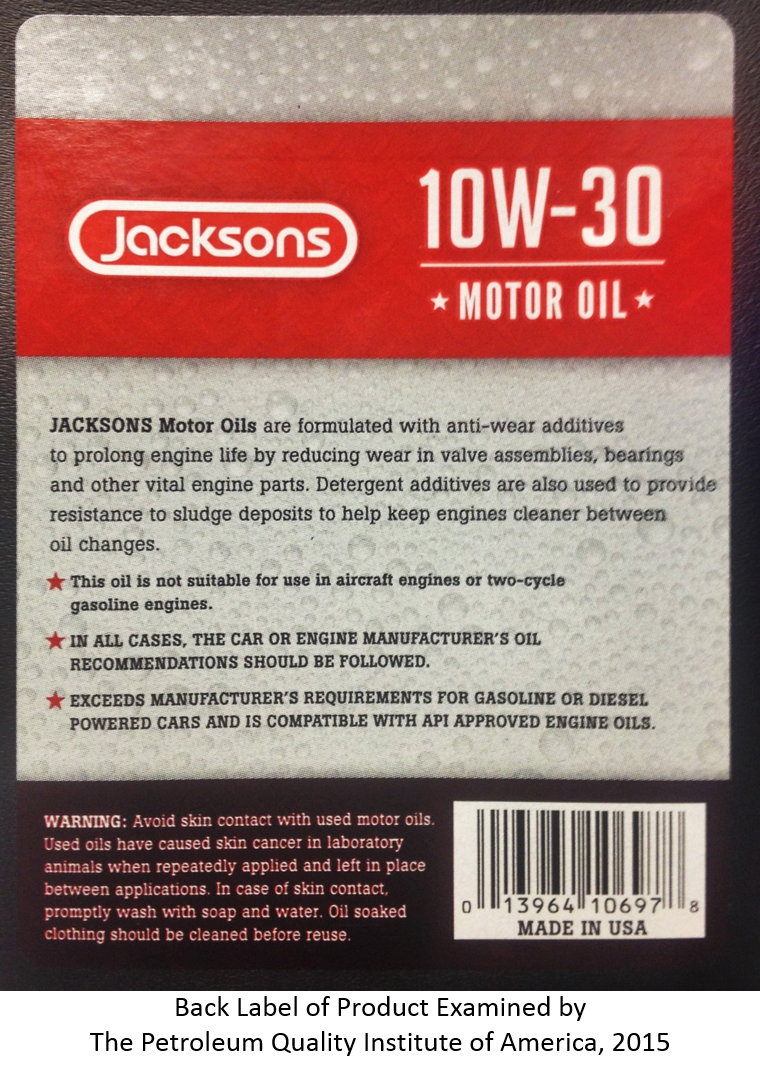 Jacksons
10W-30
★ MOTOR OIL ★
JACKSONS Motor Oils are formulated with anti-wear additives
to prolong engine life by reducing wear in valve assemblies, bearings
and other vital engine parts. Detergent additives are also used to provide
resistance to sludge deposits to help keep engines cleaner between
oil changes.
★ This oil is not suitable for use in aircraft engines or two-cycle
gasoline engines.
★ IN ALL CASES, THE CAR OR ENGINE MANUFACTURER'S OIL
RECOMMENDATIONS SHOULD BE FOLLOWED.
★ EXCEEDS MANUFACTURER'S REQUIREMENTS FOR GASOLINE OR DIESEL
POWERED CARS AND IS COMPATIBLE WITH API APPROVED ENGINE OILS.
WARNING: Avoid skin contact with used motor oils.
Used oils have caused skin cancer in laboratory
animals when repeatedly applied and left in place
between applications. In case of skin contact,
promptly wash with soap and water. Oil soaked
clothing should be cleaned before reuse.
0 13964 10697 8
MADE IN USA
Back Label of Product Examined by
The Petroleum Quality Institute of America, 2015